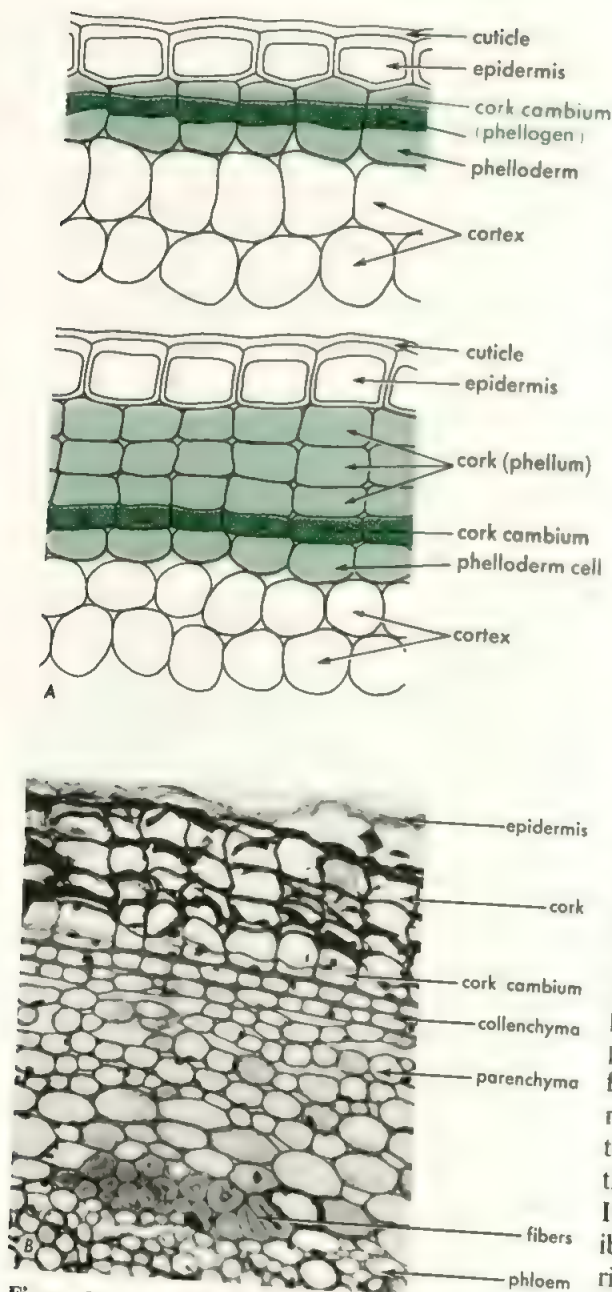 cuticle
epidermis
cork cambium
(phellogen)
phelloderm
cortex
cuticle
epidermis
cork (phellum)
cork cambium
phelloderm cell
cortex
A
epidermis
cork
cork cambium
collenchyma
parenchyma
fibers
phloem
B